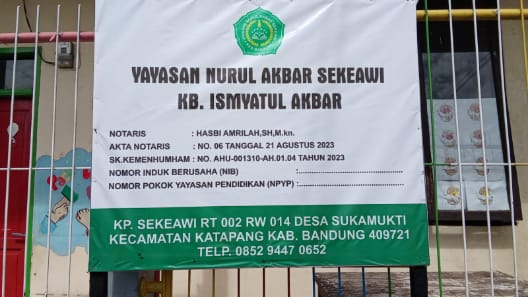 YAYASAN NURUL AKBAR SEKEAWI
KB. ISMYATUL AKBAR
NOTARIS : HASBI AMRILAH,SH,M.kn.
AKTA NOTARIS : NO. 06 TANGGAL 21 AGUSTUS 2023
SK.KEMENHUMHAM : NO. AHU-001310-AH.01.04 TAHUN 2023
NOMOR INDUK BERUSAHA (NIB) :................................
NOMOR POKOK YAYASAN PENDIDIKAN (NPYP):................................
KP. SEKEAWI RT 002 RW 014 DESA SUKAMUKTI
KECAMATAN KATAPANG KAB. BANDUNG 409721
TELP. 0852 9447 0652